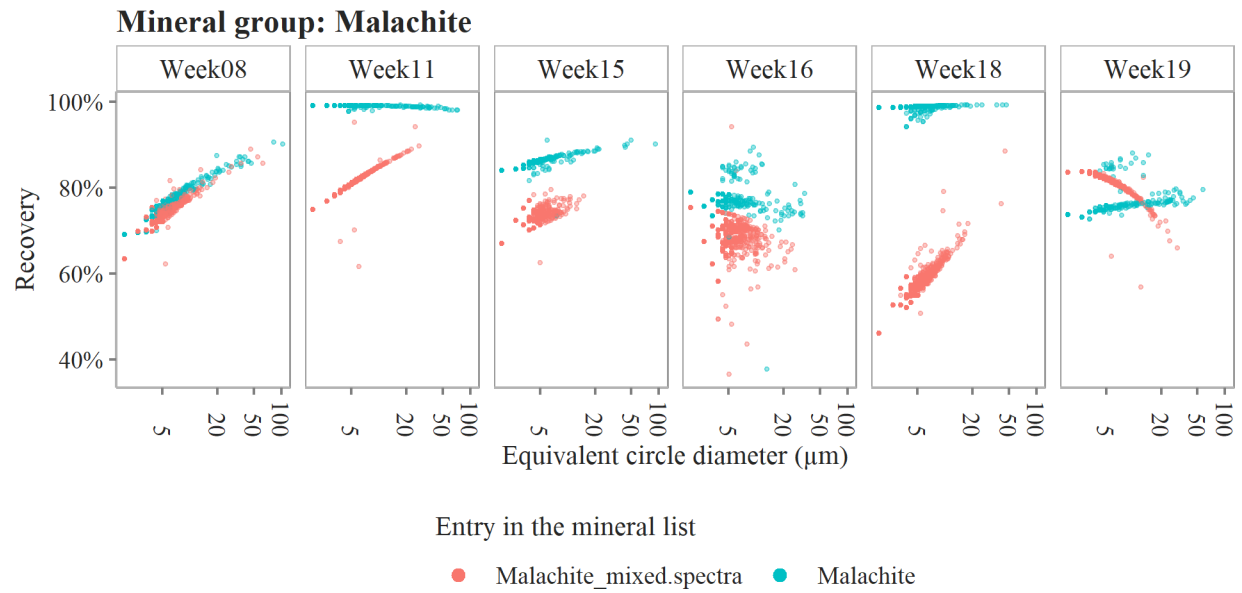 Mineral group: Malachite
Week08 Week11 Week15 Week16 Week18 Week19
100%
80%
60%
40%
Recovery
5 20 50 100 5 20 50 100 5 20 50 100 5 20 50 100 5 20 50 100 5 20 50 100
Equivalent circle diameter (µm)
Entry in the mineral list
Malachite_mixed.spectra Malachite